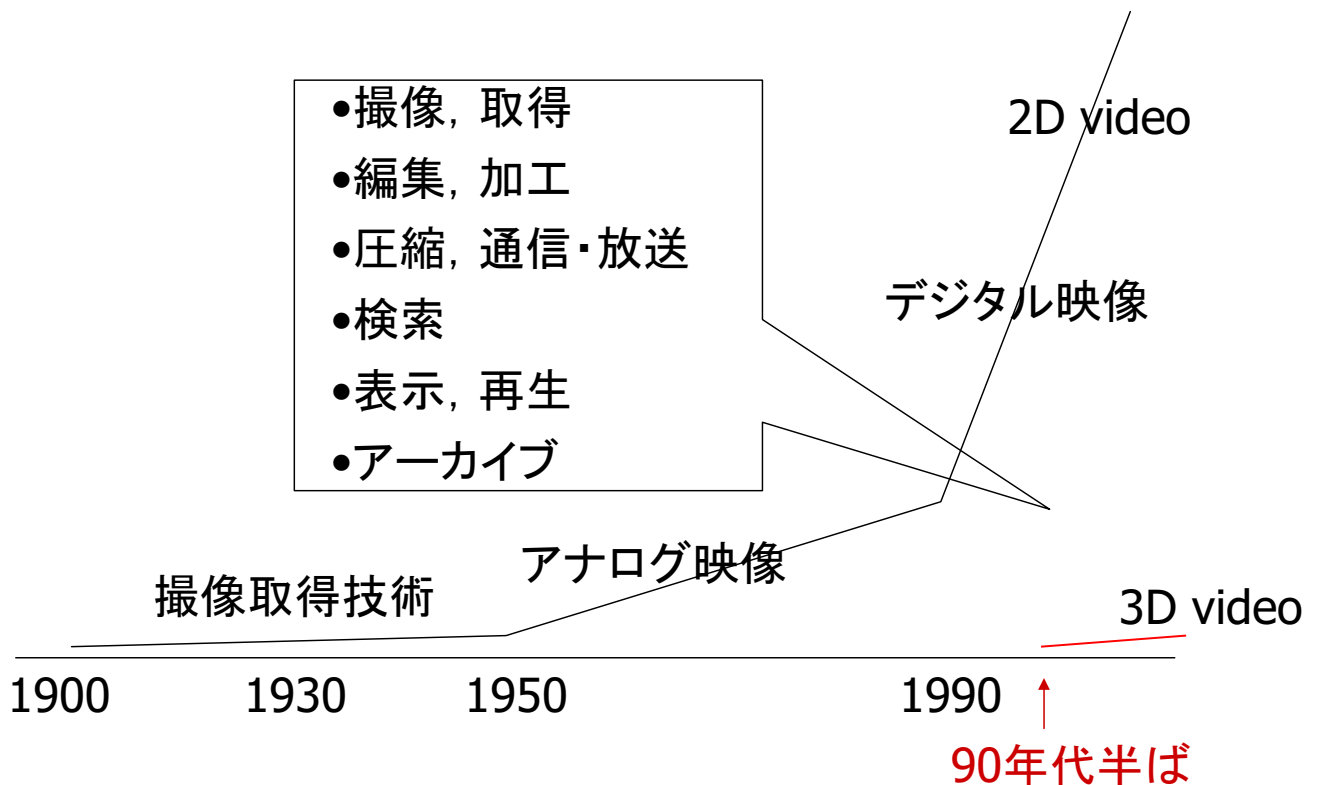 •撮像, 取得
•編集, 加工
•圧縮, 通信・放送
•検索
•表示, 再生
•アーカイブ
2D video
デジタル映像
アナログ映像
撮像取得技術
3D video
1900 1930 1950 1990
90年代半ば